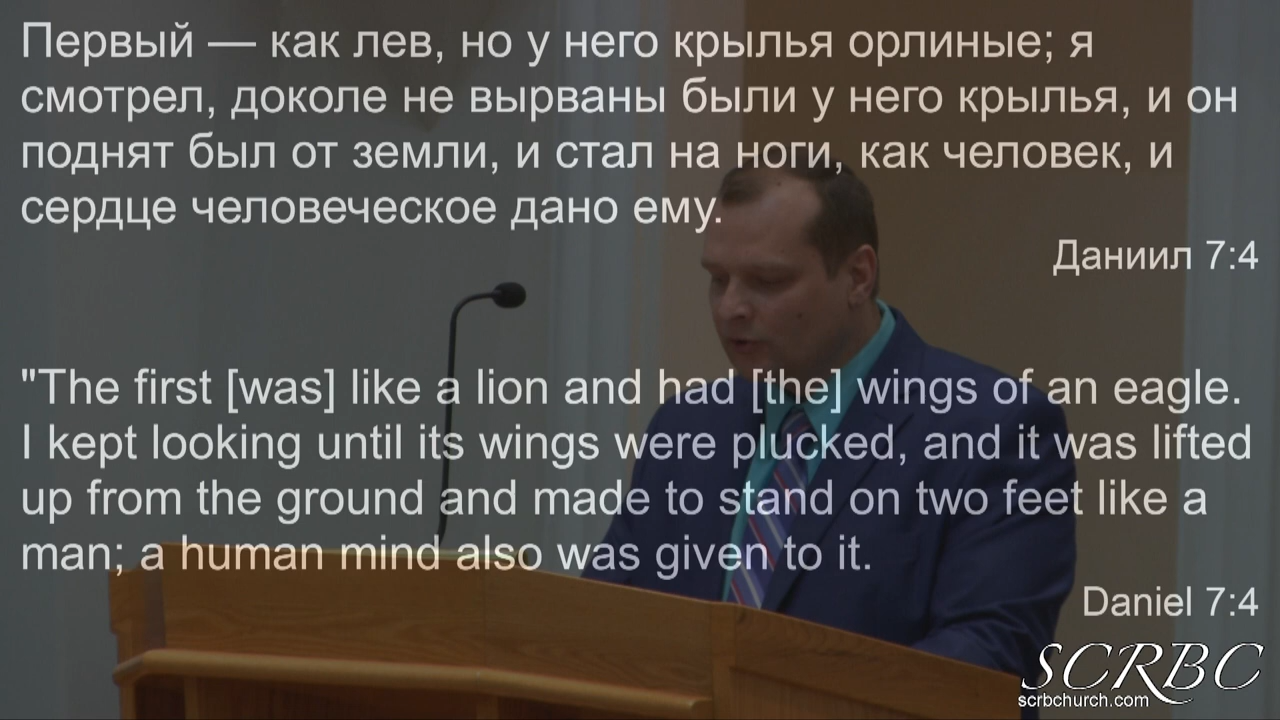 Первый — как лев, но у него крылья орлиные; я
смотрел, доколе не вырваны были у него крылья, и он
поднят был от земли, и стал на ноги, как человек, и
сердце человеческое дано ему.
Даниил 7:4
"The first [was] like a lion and had [the] wings of an eagle.
I kept looking until its wings were plucked, and it was lifted
up from the ground and made to stand on two feet like a
man; a human mind also was given to it.
Daniel 7:4
SCRBC
scrbchurch.com